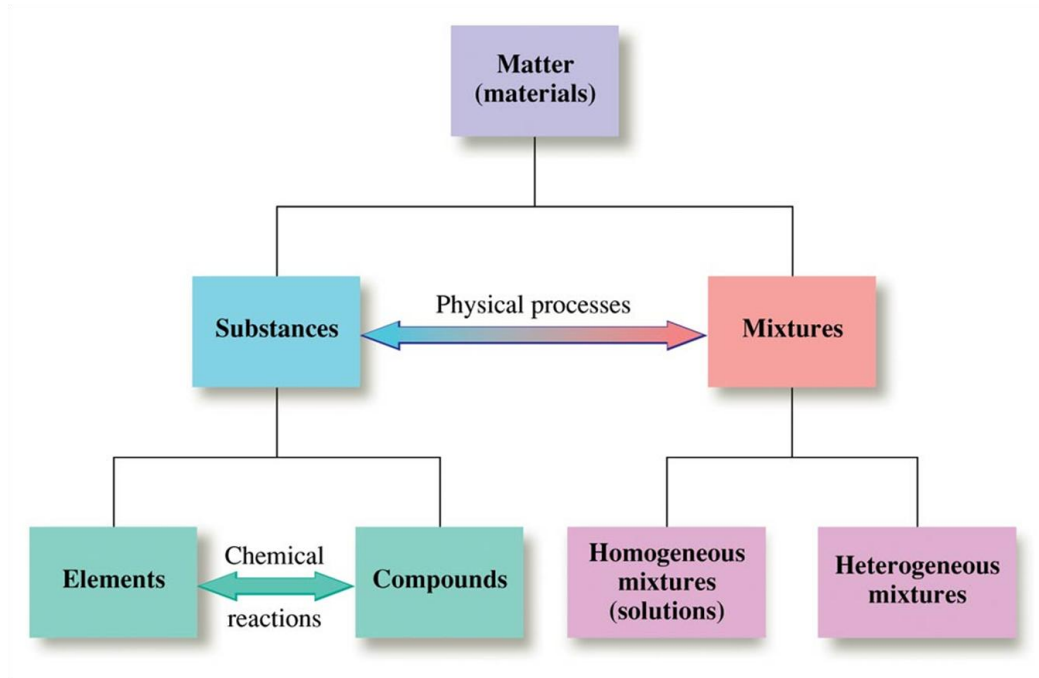 Matter
(materials)
Substances
Physical processes
Mixtures
Elements
Chemical
reactions
Compounds
Homogeneous
mixtures
(solutions)
Heterogeneous
mixtures